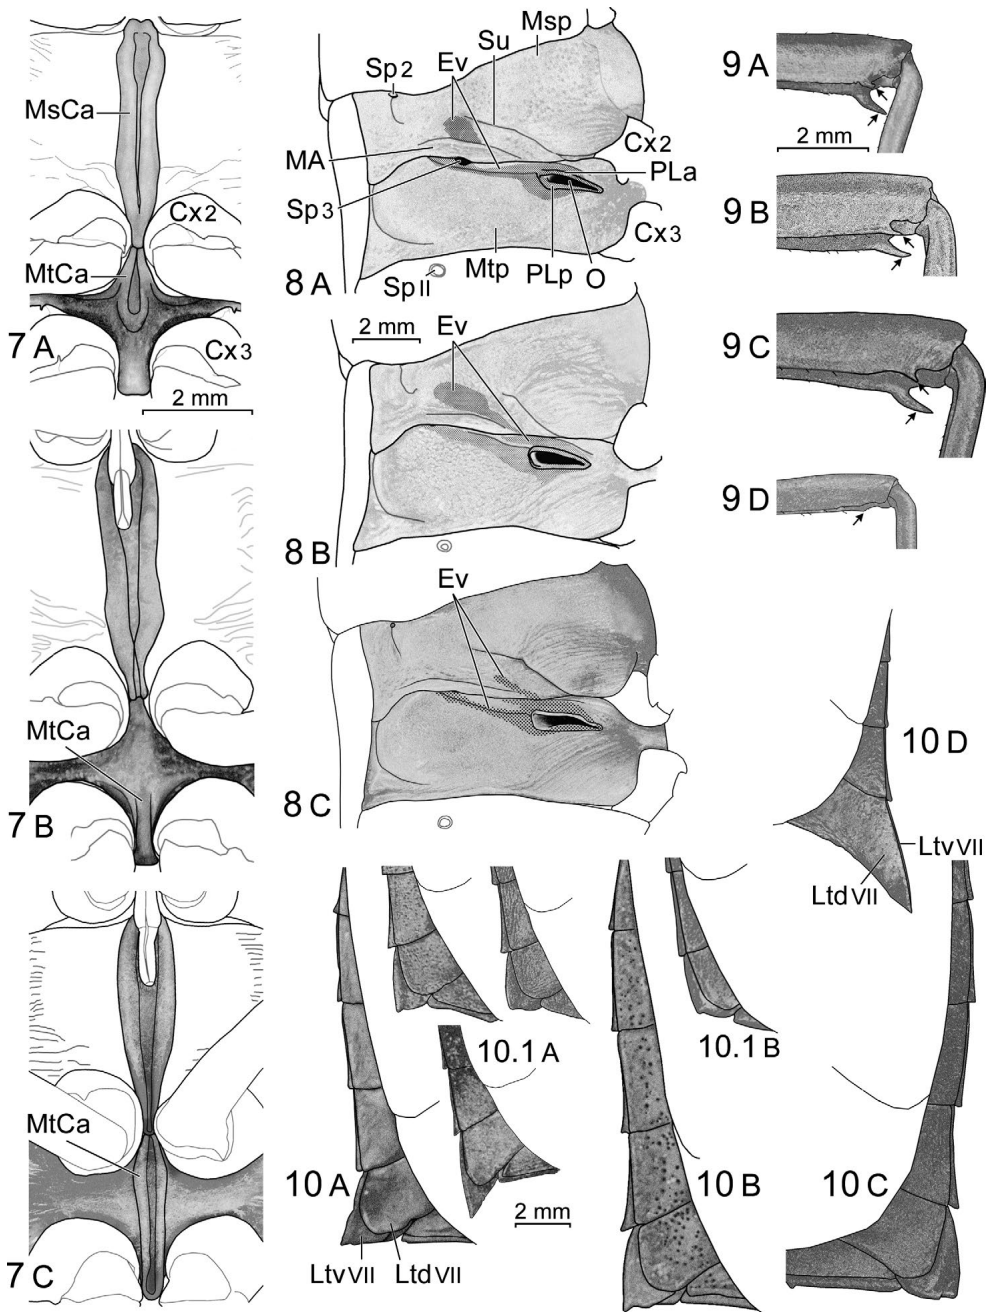 MsCa
Cx2
MtCa
7 A
Cx3
2 mm
MtCa
7 B
MtCa
7 C
Msp
Su
Ev
Sp2
Cx2
MA
PLa
Sp3
Cx3
Mtp
PLp
O
8 A
Sp II
2 mm
Ev
8 B
Ev
8 C
9 A
2 mm
9 B
9 C
9 D
10 D
Ltv VII
Ltd VII
10.1 A
10.1 B
10 A
10 B
10 C
2 mm
Ltv VII
Ltd VII